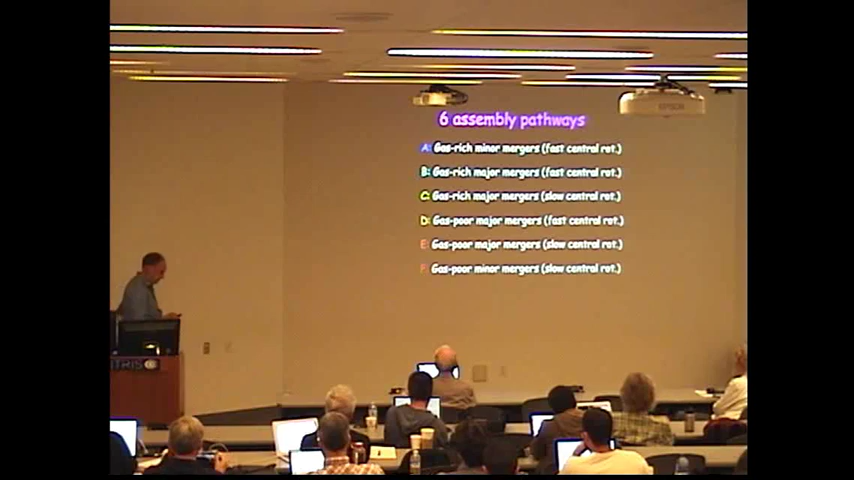 EPSON
6 assembly pathways
A: Gas-rich minor mergers (fast central rot.)
B: Gas-rich major mergers (fast central rot.)
C: Gas-rich major mergers (slow central rot.)
D: Gas-poor major mergers (fast central rot.)
E: Gas-poor major mergers (slow central rot.)
F: Gas-poor minor mergers (slow central rot.)